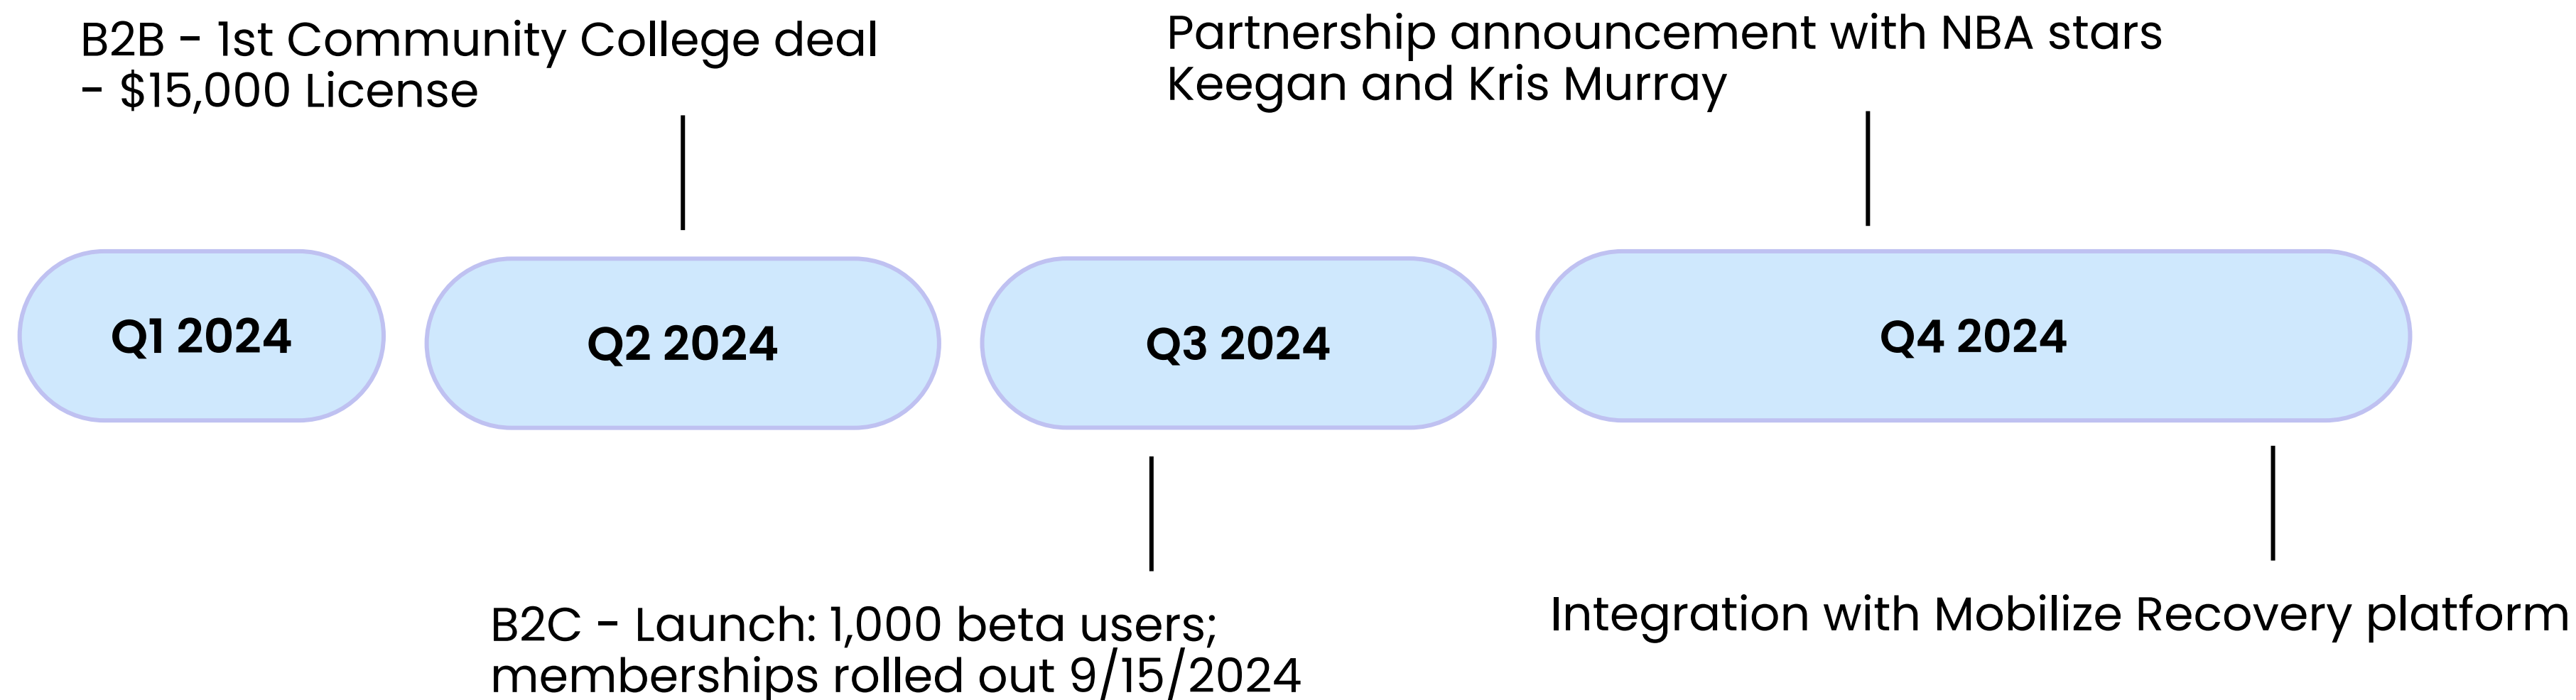 B2B - 1st Community College deal
- $15,000 License
Partnership announcement with NBA stars
Keegan and Kris Murray
Q1 2024
Q2 2024
Q3 2024
Q4 2024
B2C - Launch: 1,000 beta users;
memberships rolled out 9/15/2024
Integration with Mobilize Recovery platform